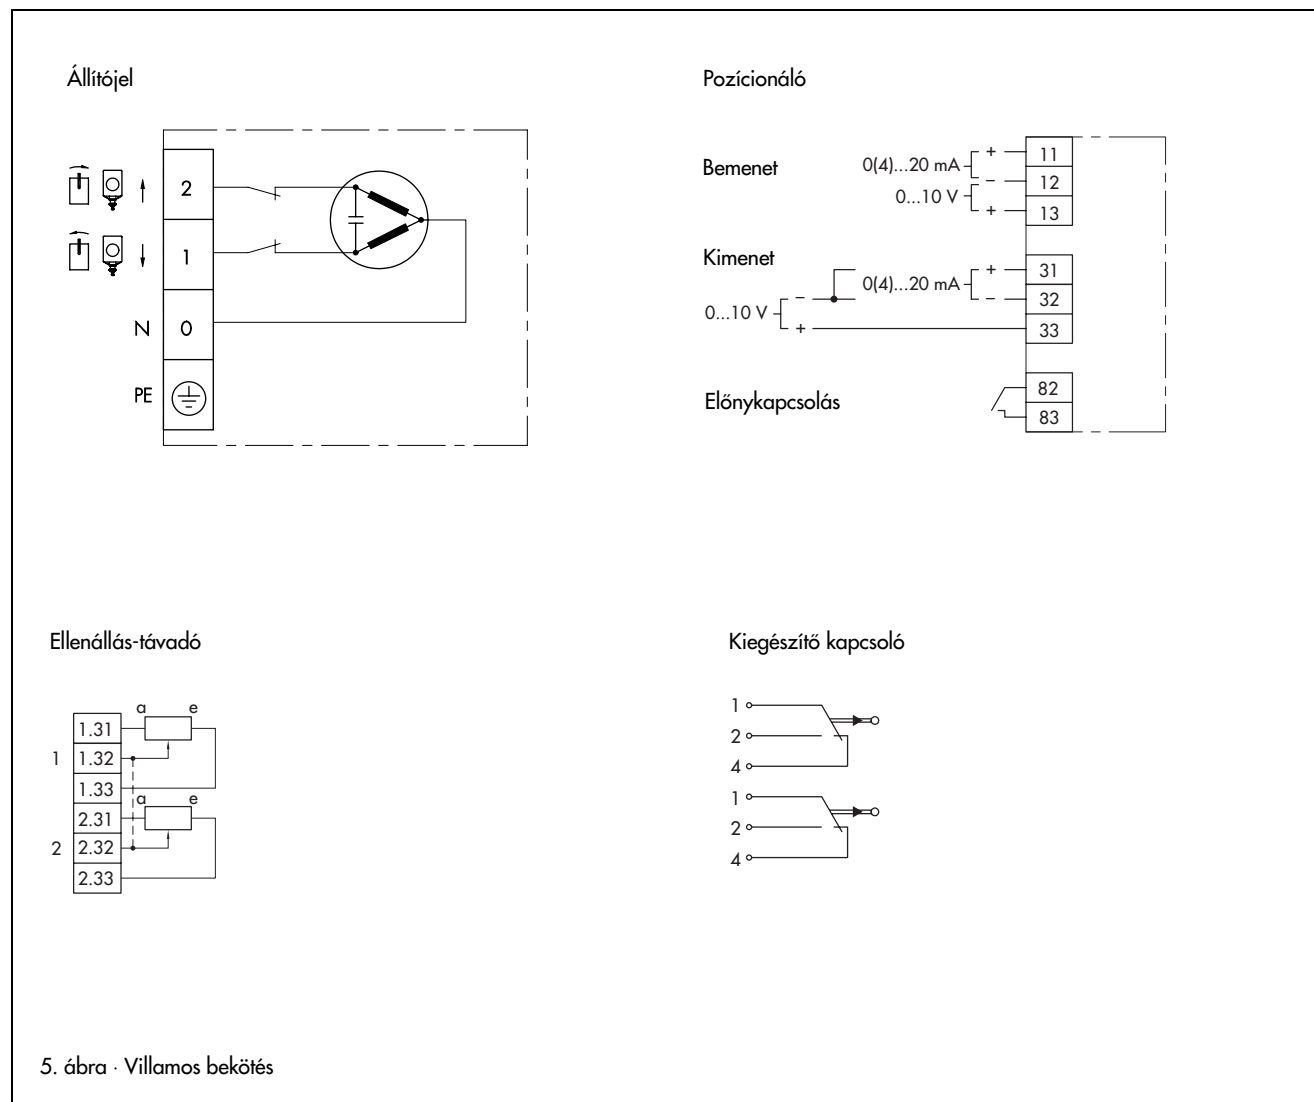 Állítójel
2
1
N 0
PE
Pozícionáló
Bemenet
0(4)...20 mA + 11
− 12
0...10 V
+ 13
Kimenet
0(4)...20 mA + 31
− 32
0...10 V −
+ 33
Előnykapcsolás
82
83
Ellenállás-távadó
a e
1.31
1 1.32
1.33
a e
2.31
2 2.32
2.33
Kiegészítő kapcsoló
1
2
4
1
2
4
5. ábra · Villamos bekötés